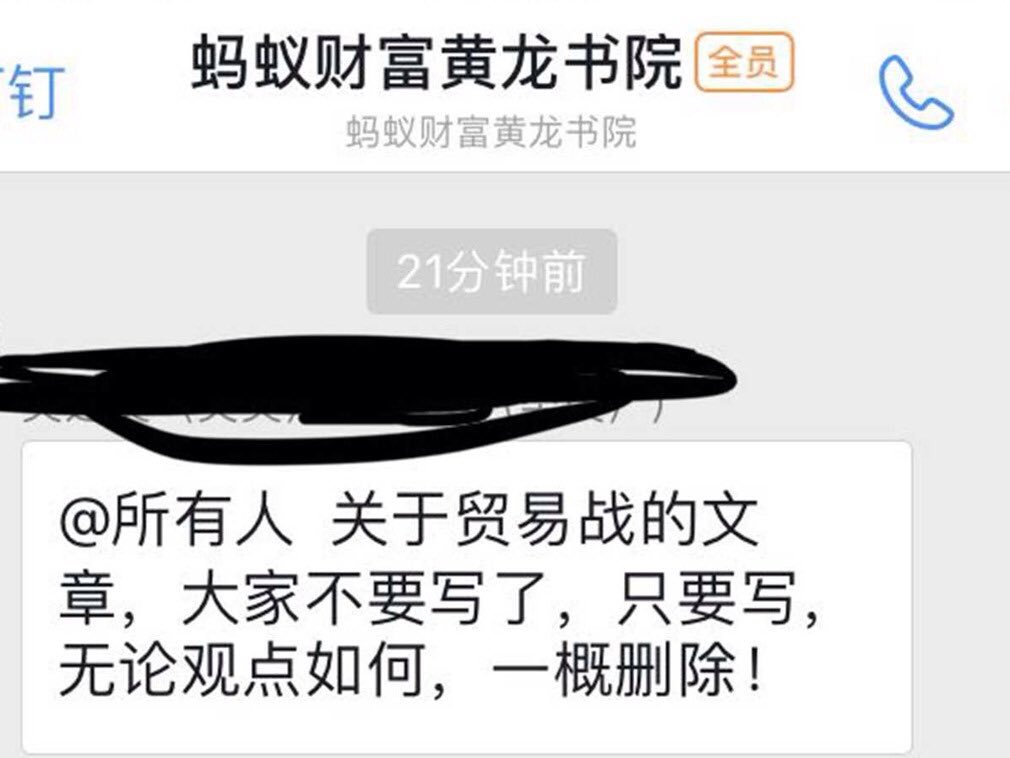 钉
蚂蚁财富黄龙书院 全员
蚂蚁财富黄龙书院
21分钟前
@所有人 关于贸易战的文
章，大家不要写了，只要写，
无论观点如何，一概删除！